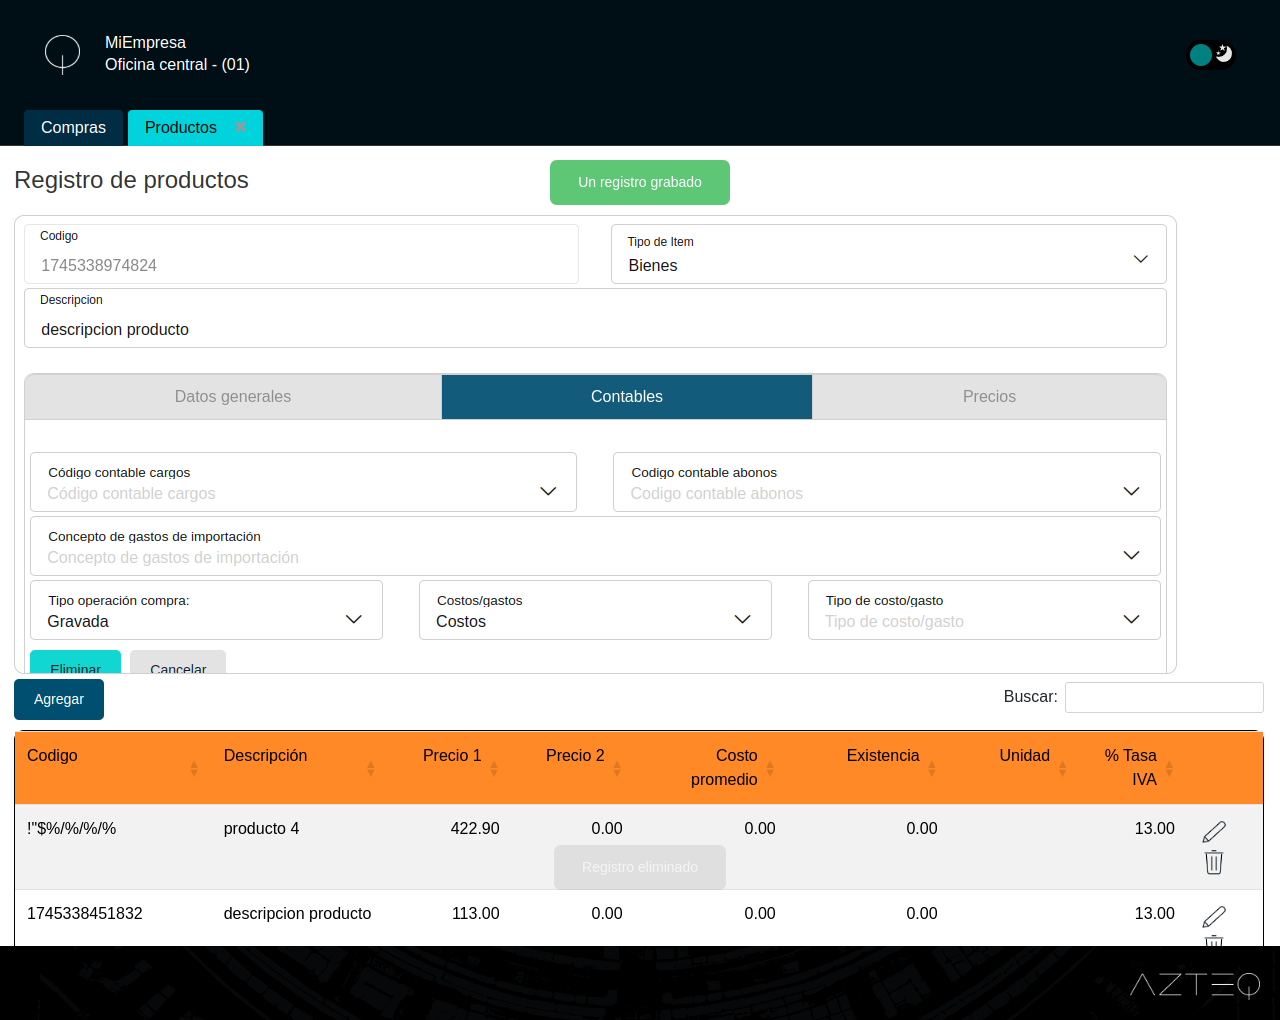 MiEmpresa
Oficina central - (01)
Compras
Productos
Registro de productos
Un registro grabado
Codigo
1745338974824
Tipo de Item
Bienes
Descripcion
descripcion producto
Datos generales
Contables
Precios
Código contable cargos
Código contable cargos
Codigo contable abonos
Codigo contable abonos
Concepto de gastos de importación
Concepto de gastos de importación
Tipo operación compra:
Gravada
Costos/gastos
Costos
Tipo de costo/gasto
Tipo de costo/gasto
Eliminar
Cancelar
Agregar
Buscar:
Codigo Descripción Precio 1 Precio 2 Costo promedio Existencia Unidad % Tasa IVA
!"$%/%/%/% producto 4 422.90 0.00 0.00 0.00 13.00
Registro eliminado
1745338451832 descripcion producto 113.00 0.00 0.00 0.00 13.00
AZTEQ